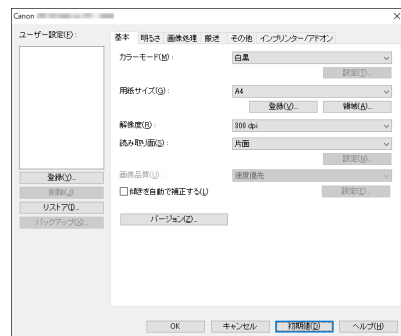 Canon
ユーザー設定(F):
登録(Y)...
削除(J)
リストア(I)...
バックアップ(X)...
基本 明るさ 画像処理 搬送 その他 インプリンター/アドオン
カラーモード(M): 白黒
設定(T)...
用紙サイズ(G): A4
登録(V)... 領域(A)...
解像度(R): 300 dpi
読み取り面(S): 片面
設定(N)...
画像品質(U): 速度優先
傾きを自動で補正する(L) 設定(E)...
バージョン(Z)...
OK キャンセル 初期値(D) ヘルプ(H)